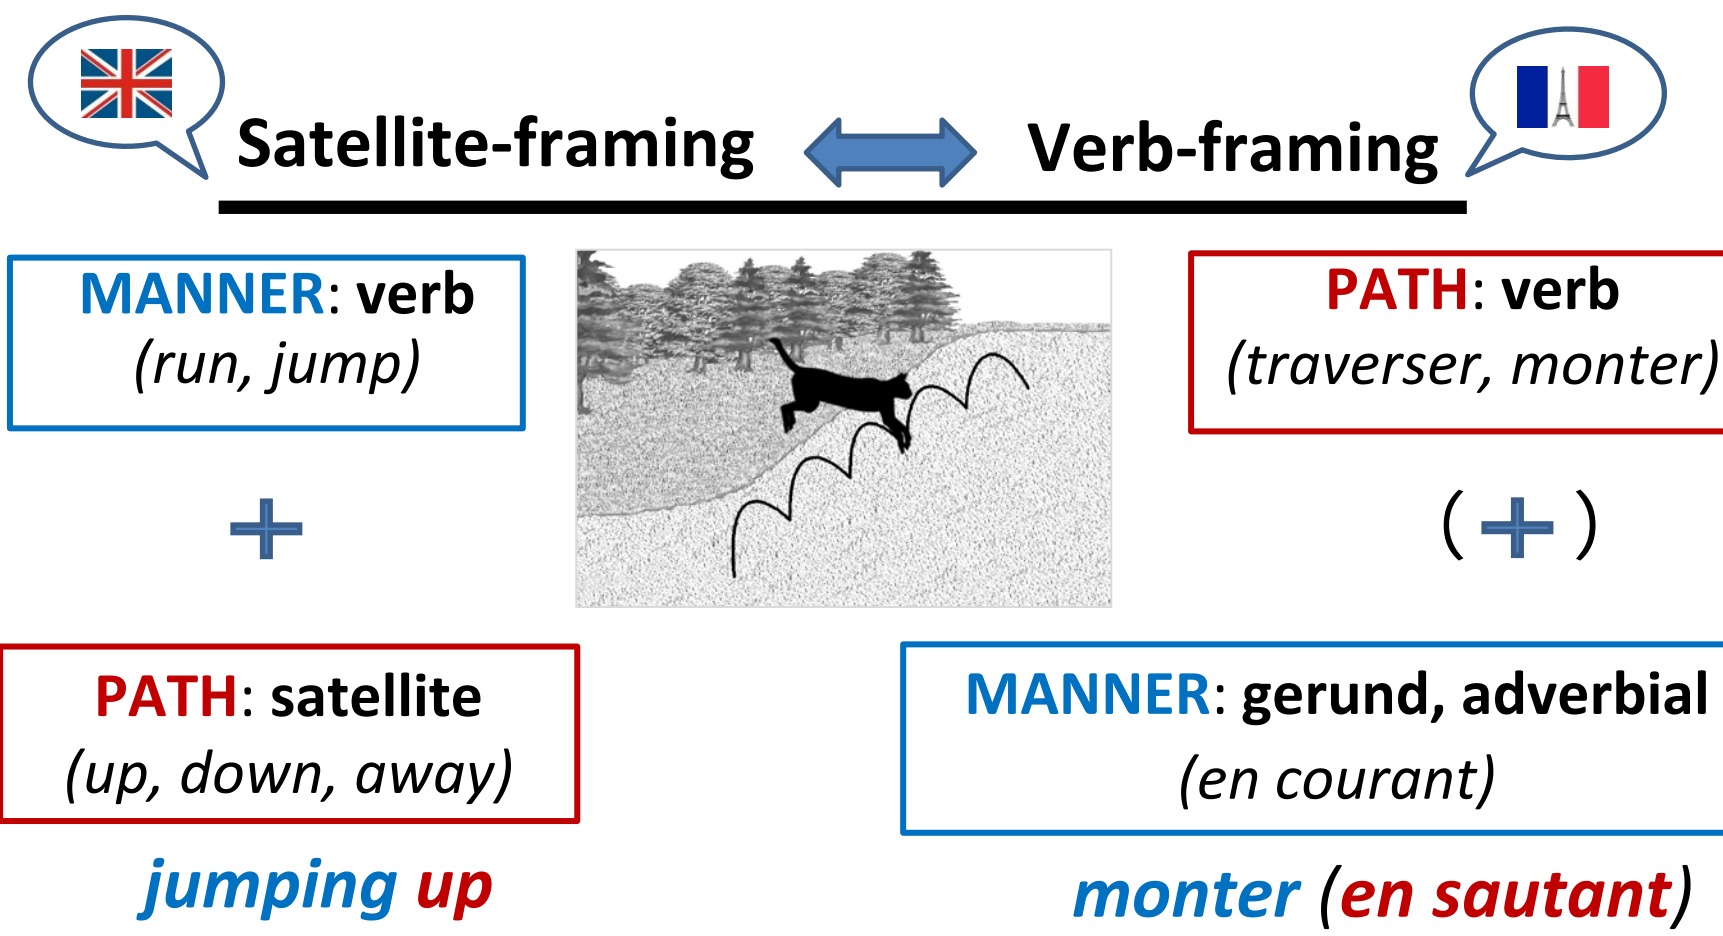 Satellite-framing
Verb-framing
MANNER: verb
(run, jump)
PATH: satellite
(up, down, away)
jumping up
PATH: verb
(traverser, monter)
( + )
MANNER: gerund, adverbial
(en courant)
monter (en sautant)